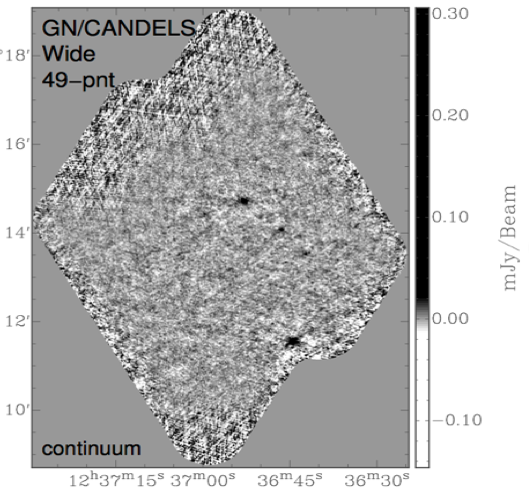 GN/CANDELS
Wide
49−pnt
°18′
16′
14′
12′
10′
continuum
12ʰ37ᵐ15ˢ 37ᵐ00ˢ 36ᵐ45ˢ 36ᵐ30ˢ
0.30
0.20
0.10
0.00
−0.10
mJy/Beam